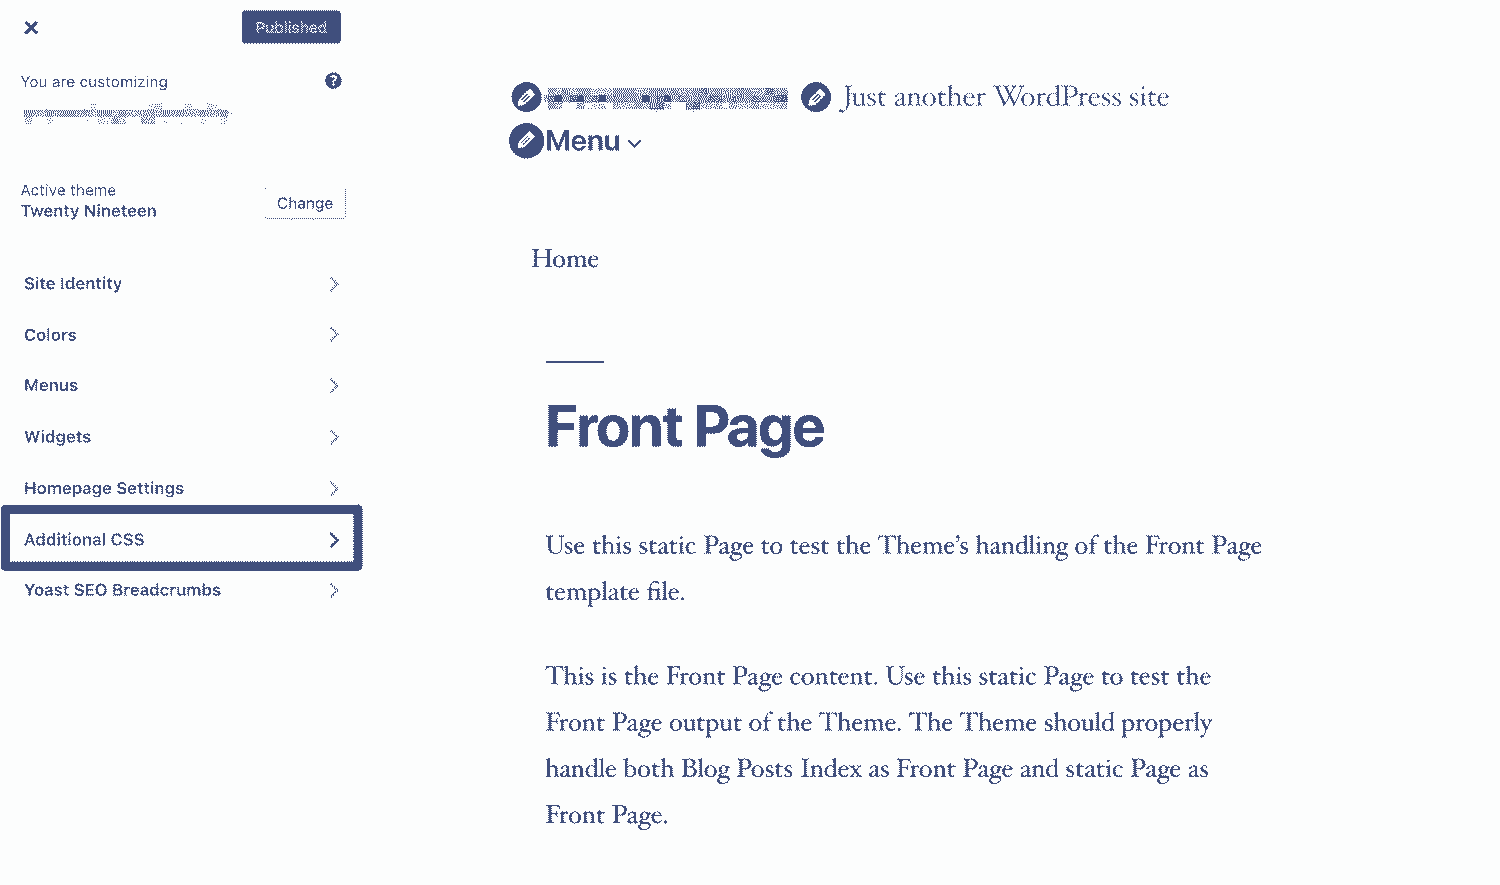 Published
You are customizing
Active theme
Twenty Nineteen
Change
Site Identity
Colors
Menus
Widgets
Homepage Settings
Additional CSS
Yoast SEO Breadcrumbs
Just another WordPress site
Menu
Home
Front Page
Use this static Page to test the Theme’s handling of the Front Page
template file.
This is the Front Page content. Use this static Page to test the
Front Page output of the Theme. The Theme should properly
handle both Blog Posts Index as Front Page and static Page as
Front Page.